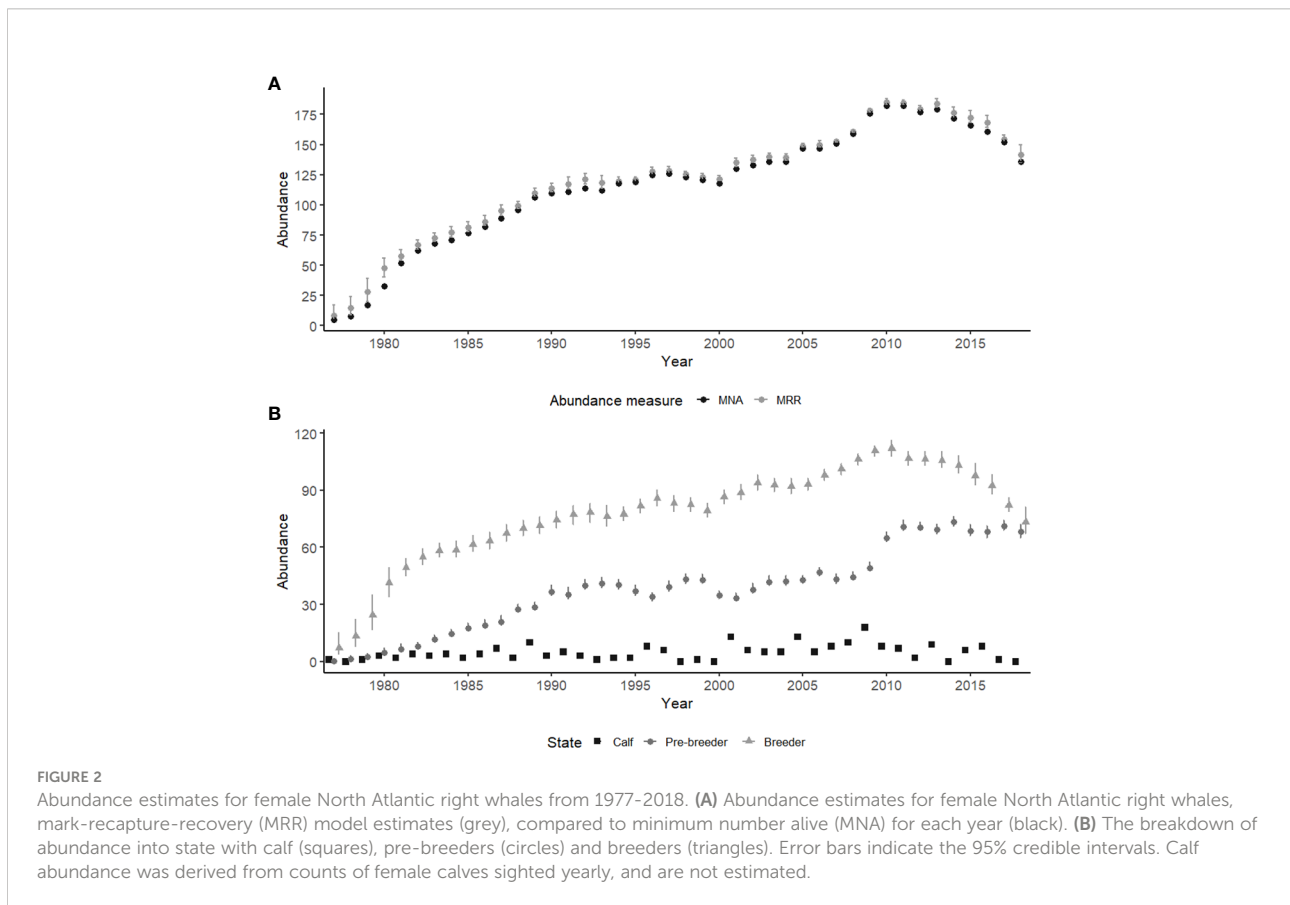 A
175
150
125
100
75
50
25
0
Abundance
1980 1985 1990 1995 2000 2005 2010 2015
Year
Abundance measure MNA MRR
B
120
90
60
30
0
Abundance
1980 1985 1990 1995 2000 2005 2010 2015
Year
State Calf Pre-breeder Breeder
FIGURE 2
Abundance estimates for female North Atlantic right whales from 1977-2018. (A) Abundance estimates for female North Atlantic right whales,
mark-recapture-recovery (MRR) model estimates (grey), compared to minimum number alive (MNA) for each year (black). (B) The breakdown of
abundance into state with calf (squares), pre-breeders (circles) and breeders (triangles). Error bars indicate the 95% credible intervals. Calf
abundance was derived from counts of female calves sighted yearly, and are not estimated.